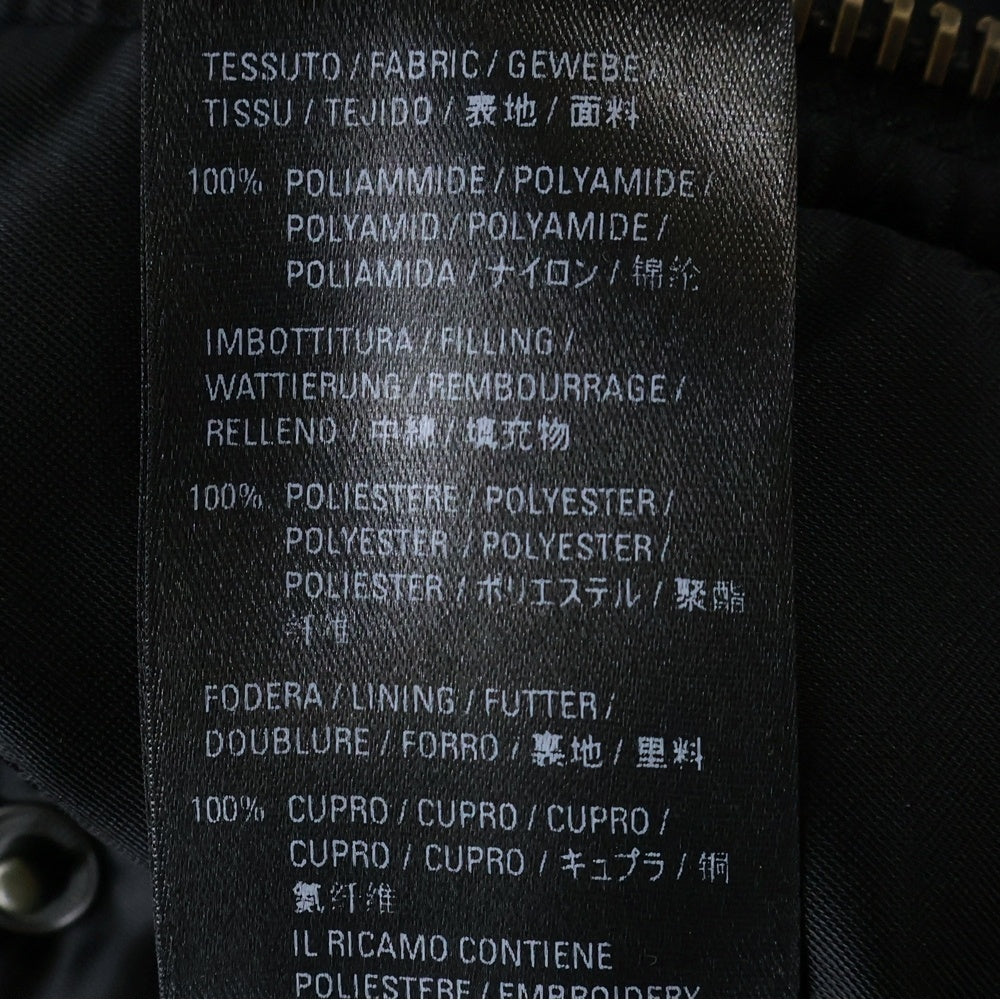 TESSUTO / FABRIC / GEWEBE /
TISSU / TEJIDO / 表地 / 面料
100% POLIAMMIDE / POLYAMIDE /
POLYAMID / POLYAMIDE /
POLIAMIDA / ナイロン / 锦纶
IMBOTTITURA / FILLING /
WATTIERUNG / REMBOURRAGE /
RELLENO / 中綿 / 填充物
100% POLIESTERE / POLYESTER /
POLYESTER / POLYESTER /
POLIESTER / ポリエステル / 聚酯
纤维
FODERA / LINING / FUTTER /
DOUBLURE / FORRO / 裏地 / 里料
100% CUPRO / CUPRO / CUPRO /
CUPRO / CUPRO / キュプラ / 铜
氨纤维
IL RICAMO CONTIENE
POLIESTERE / EMBROIDERY